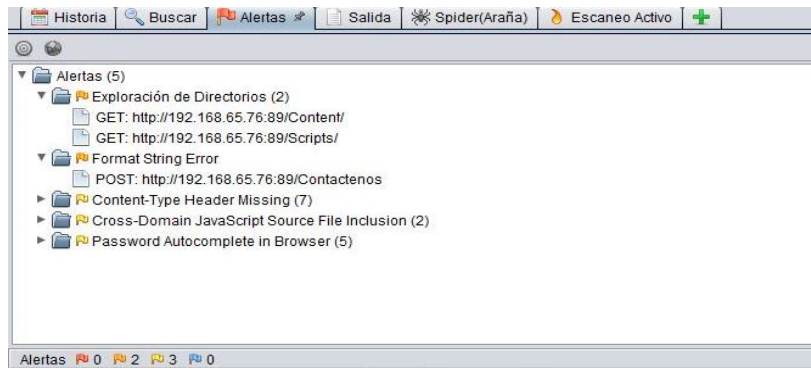 Historia Buscar Alertas Salida Spider(Araña) Escaneo Activo
Alertas (5)
Exploración de Directorios (2)
GET: http://192.168.65.76:89/Content/
GET: http://192.168.65.76:89/Scripts/
Format String Error
POST: http://192.168.65.76:89/Contactenos
Content-Type Header Missing (7)
Cross-Domain JavaScript Source File Inclusion (2)
Password Autocomplete in Browser (5)
Alertas 0 2 3 0